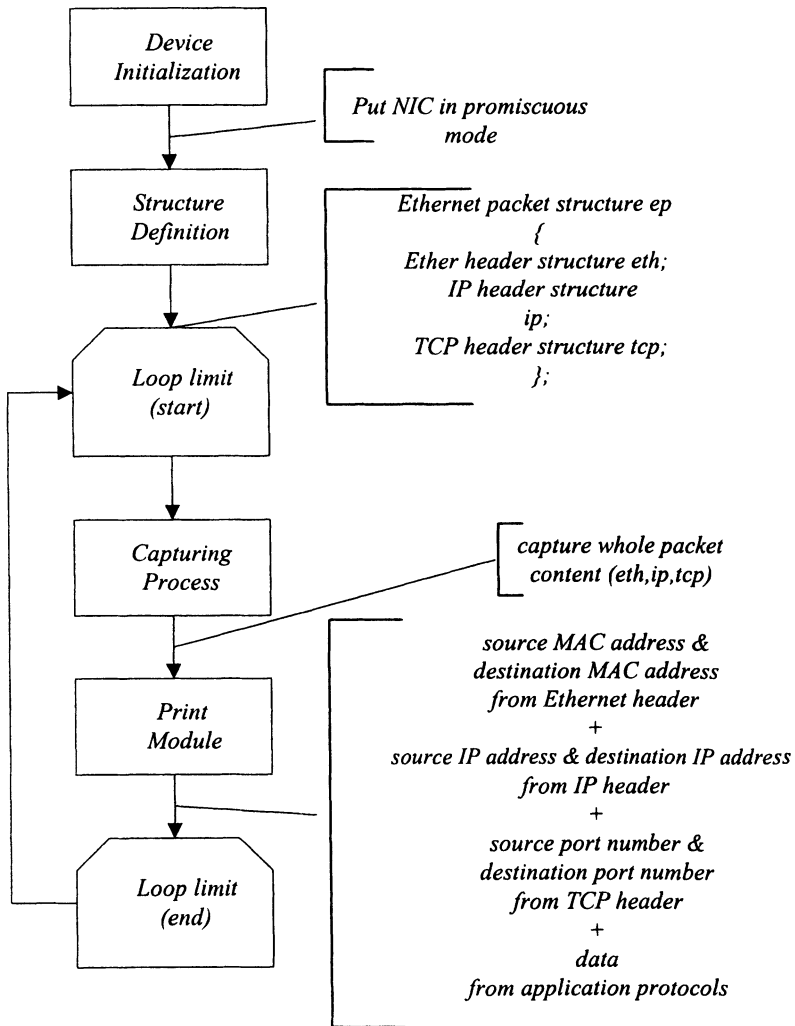 Device
Initialization
Put NIC in promiscuous
mode
Structure
Definition
Ethernet packet structure ep
{
Ether header structure eth;
IP header structure
ip;
TCP header structure tcp;
};
Loop limit
(start)
Capturing
Process
capture whole packet
content (eth,ip,tcp)
Print
Module
source MAC address &
destination MAC address
from Ethernet header
+
source IP address & destination IP address
from IP header
+
source port number &
destination port number
from TCP header
+
data
from application protocols
Loop limit
(end)